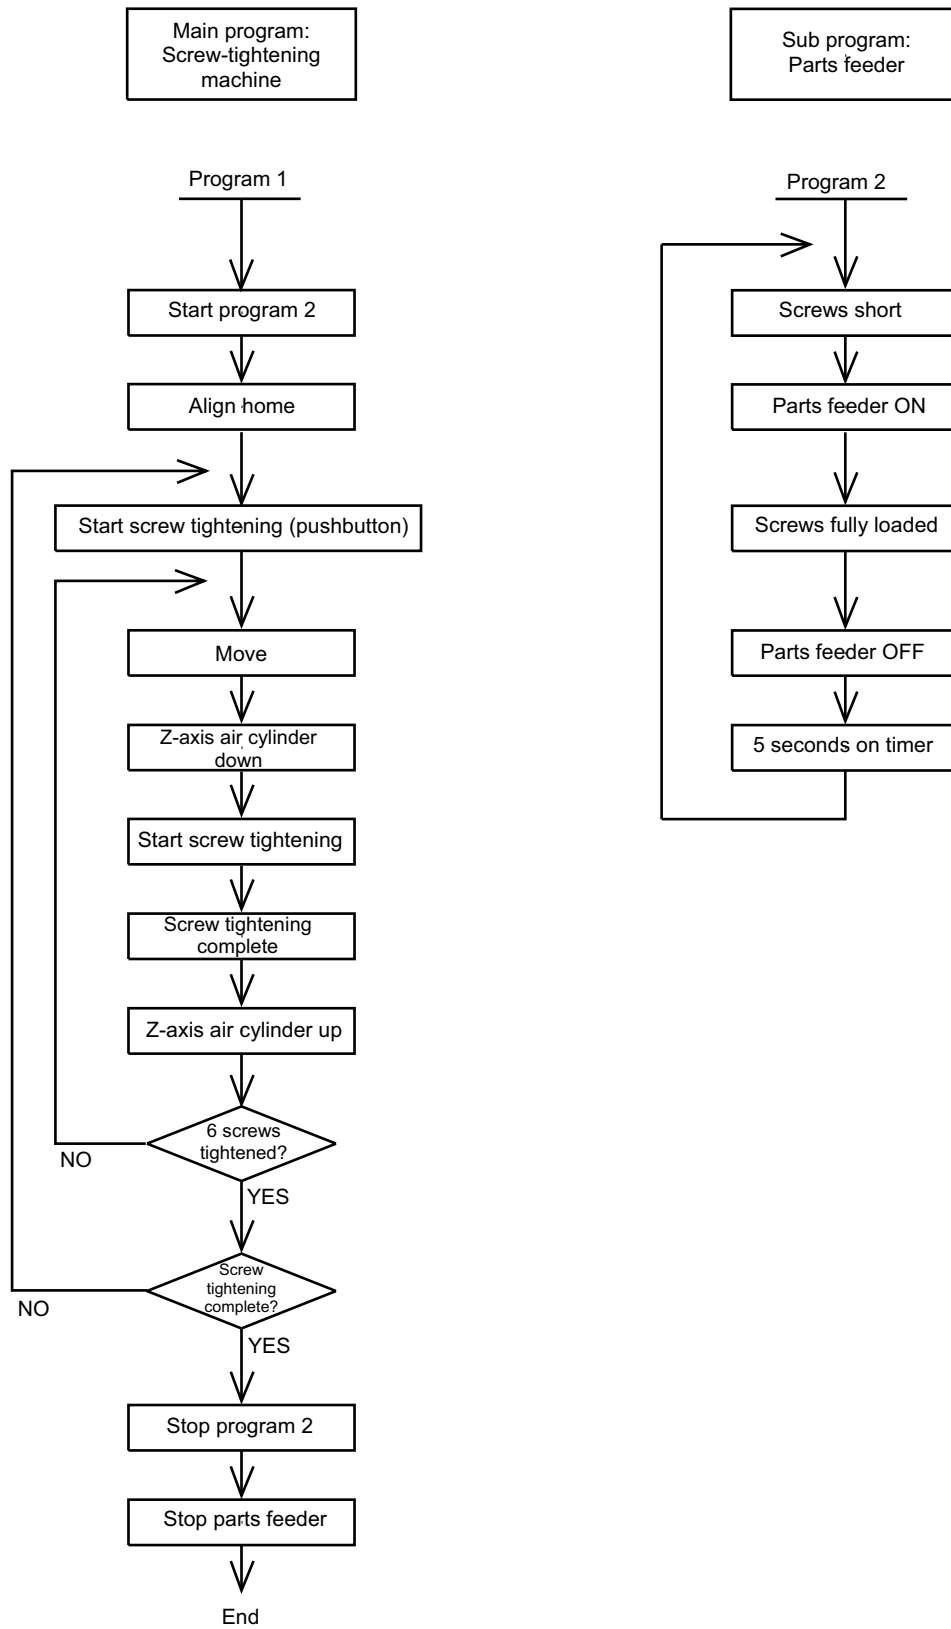 Main program:
Screw-tightening
machine
Program 1
Start program 2
Align home
Start screw tightening (pushbutton)
Move
Z-axis air cylinder
down
Start screw tightening
Screw tightening
complete
Z-axis air cylinder up
6 screws
tightened?
NO
YES
Screw
tightening
complete?
NO
YES
Stop program 2
Stop parts feeder
End
Sub program:
Parts feeder
Program 2
Screws short
Parts feeder ON
Screws fully loaded
Parts feeder OFF
5 seconds on timer